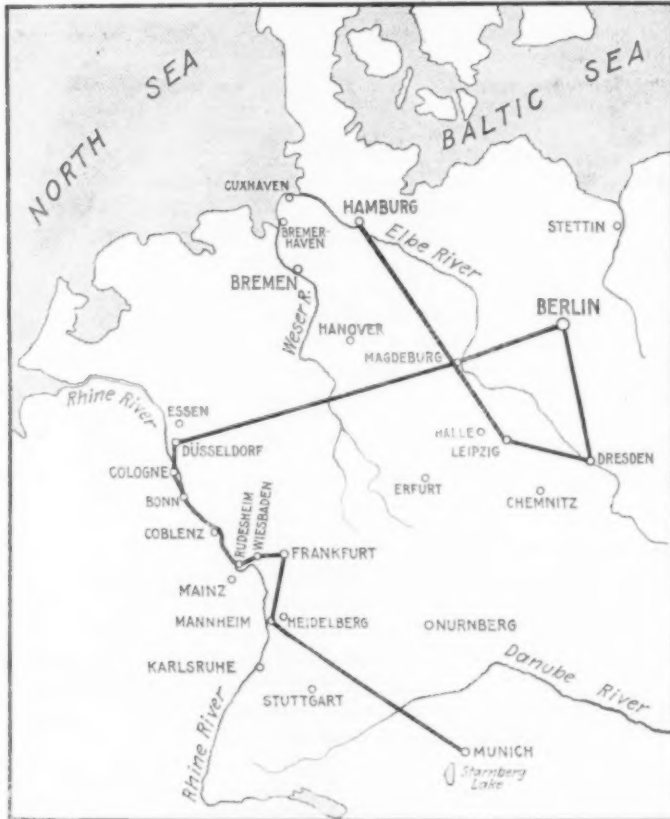 NORTH SEA
BALTIC SEA
CUXHAVEN
HAMBURG
BREMER-
HAVEN
Elbe River
STETTIN
BREMEN
Weser R.
HANOVER
BERLIN
MAGDEBURG
Rhine River
ESSEN
DÜSSELDORF
HALLE
LEIPZIG
DRESDEN
COLOGNE
BONN
ERFURT
CHEMNITZ
COBLENZ
RUDESHEIM
WIESBADEN
FRANKFURT
MAINZ
MANNHEIM
HEIDELBERG
NURNBERG
KARLSRUHE
STUTTGART
Danube River
Rhine River
MUNICH
Starnberg
Lake